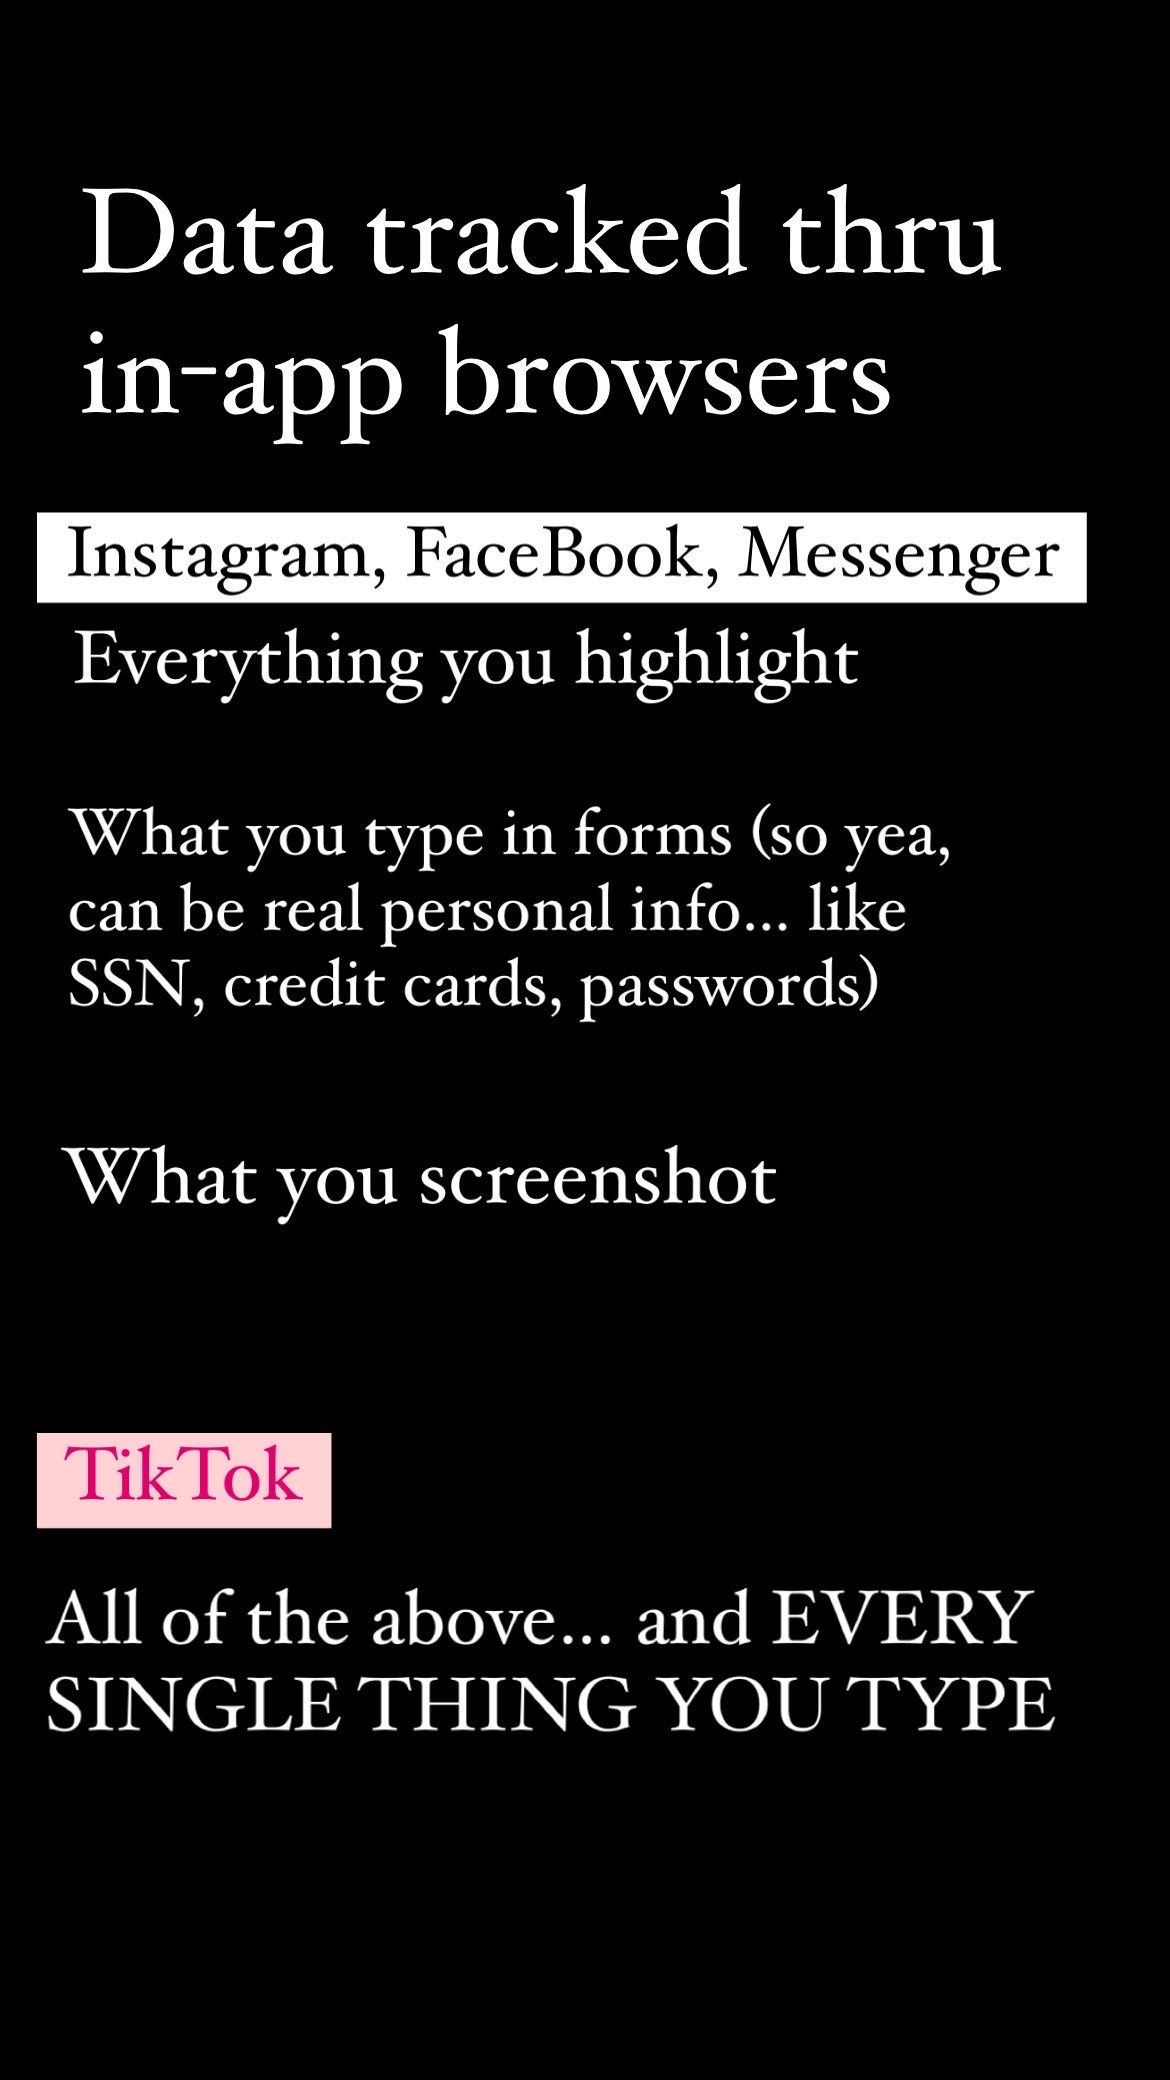 Data tracked thru
in-app browsers
Instagram, FaceBook, Messenger
Everything you highlight
What you type in forms (so yea,
can be real personal info... like
SSN, credit cards, passwords)
What you screenshot
TikTok
All of the above... and EVERY
SINGLE THING YOU TYPE